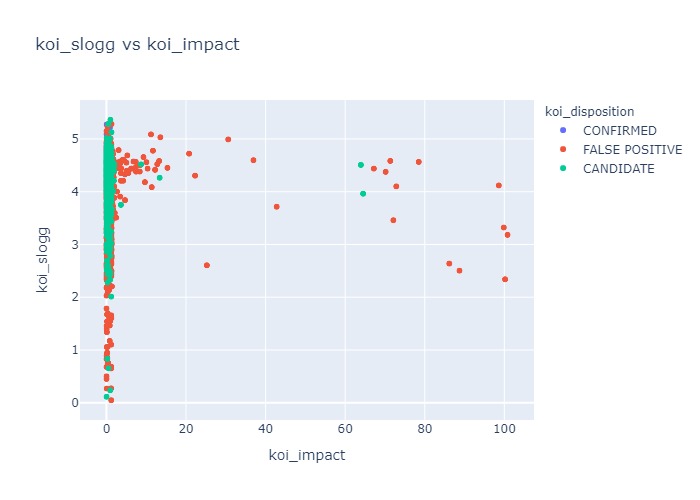 koi_slogg vs koi_impact
koi_disposition
CONFIRMED
FALSE POSITIVE
CANDIDATE
5
4
3
2
1
0
koi_slogg
0 20 40 60 80 100
koi_impact